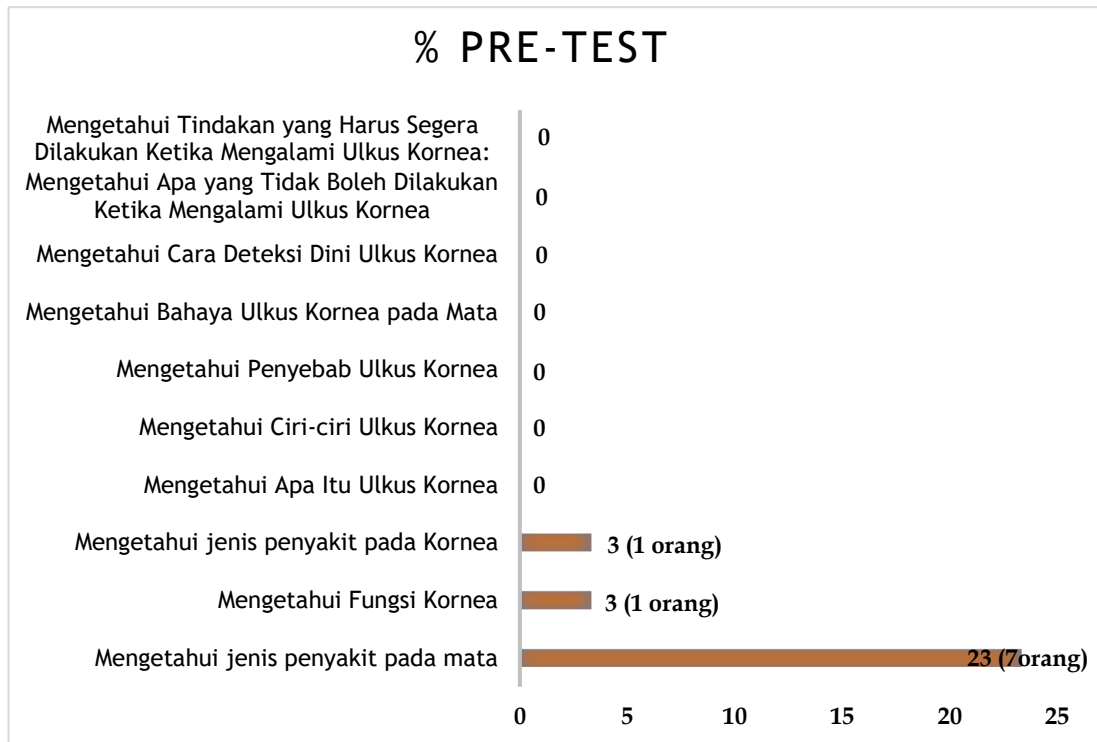 % PRE-TEST
Mengetahui Tindakan yang Harus Segera
Dilakukan Ketika Mengalami Ulkus Kornea:
0
Mengetahui Apa yang Tidak Boleh Dilakukan
Ketika Mengalami Ulkus Kornea
0
Mengetahui Cara Deteksi Dini Ulkus Kornea
0
Mengetahui Bahaya Ulkus Kornea pada Mata
0
Mengetahui Penyebab Ulkus Kornea
0
Mengetahui Ciri-ciri Ulkus Kornea
0
Mengetahui Apa Itu Ulkus Kornea
0
Mengetahui jenis penyakit pada Kornea
3 (1 orang)
Mengetahui Fungsi Kornea
3 (1 orang)
Mengetahui jenis penyakit pada mata
23 (7orang)
0 5 10 15 20 25